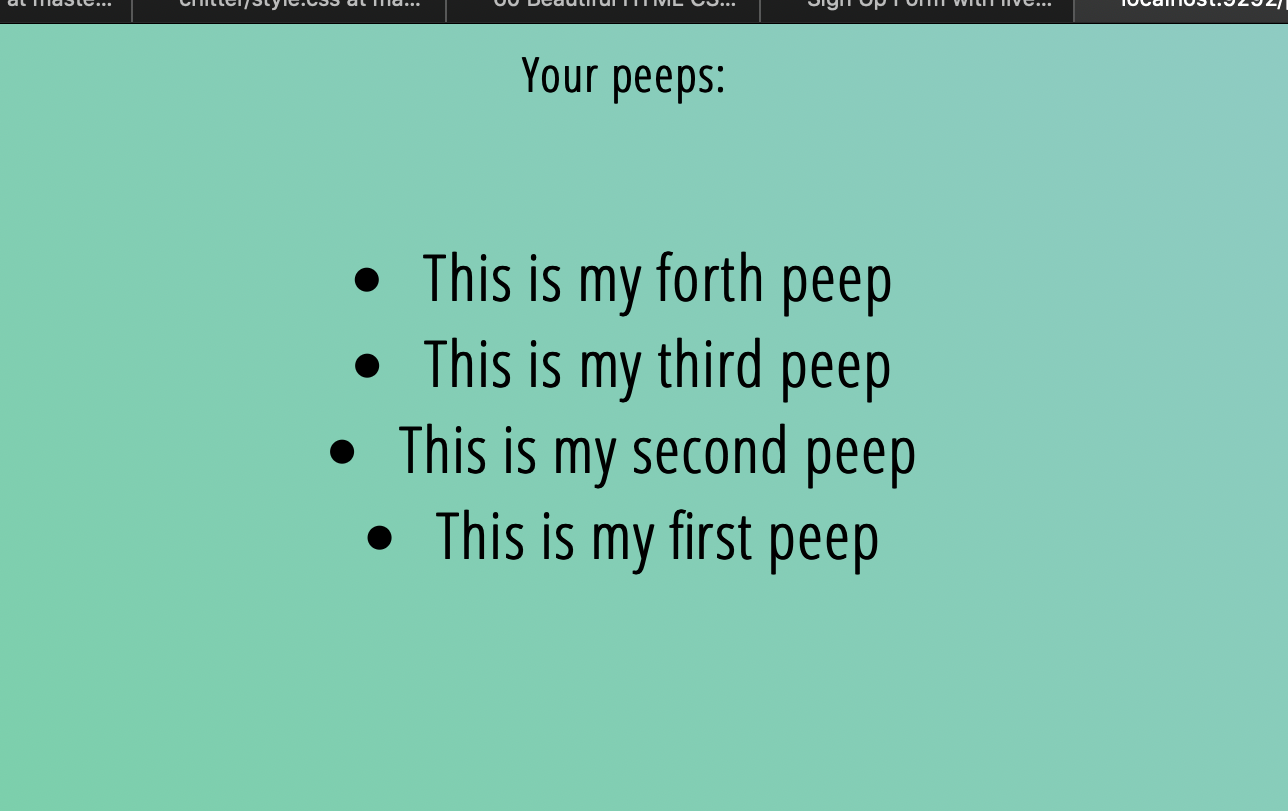 at maste...
chitter/style.css at ma...
60 Beautiful HTML CS...
Sign Up Form with live...
localhost:9292/
Your peeps:
• This is my forth peep
• This is my third peep
• This is my second peep
• This is my first peep